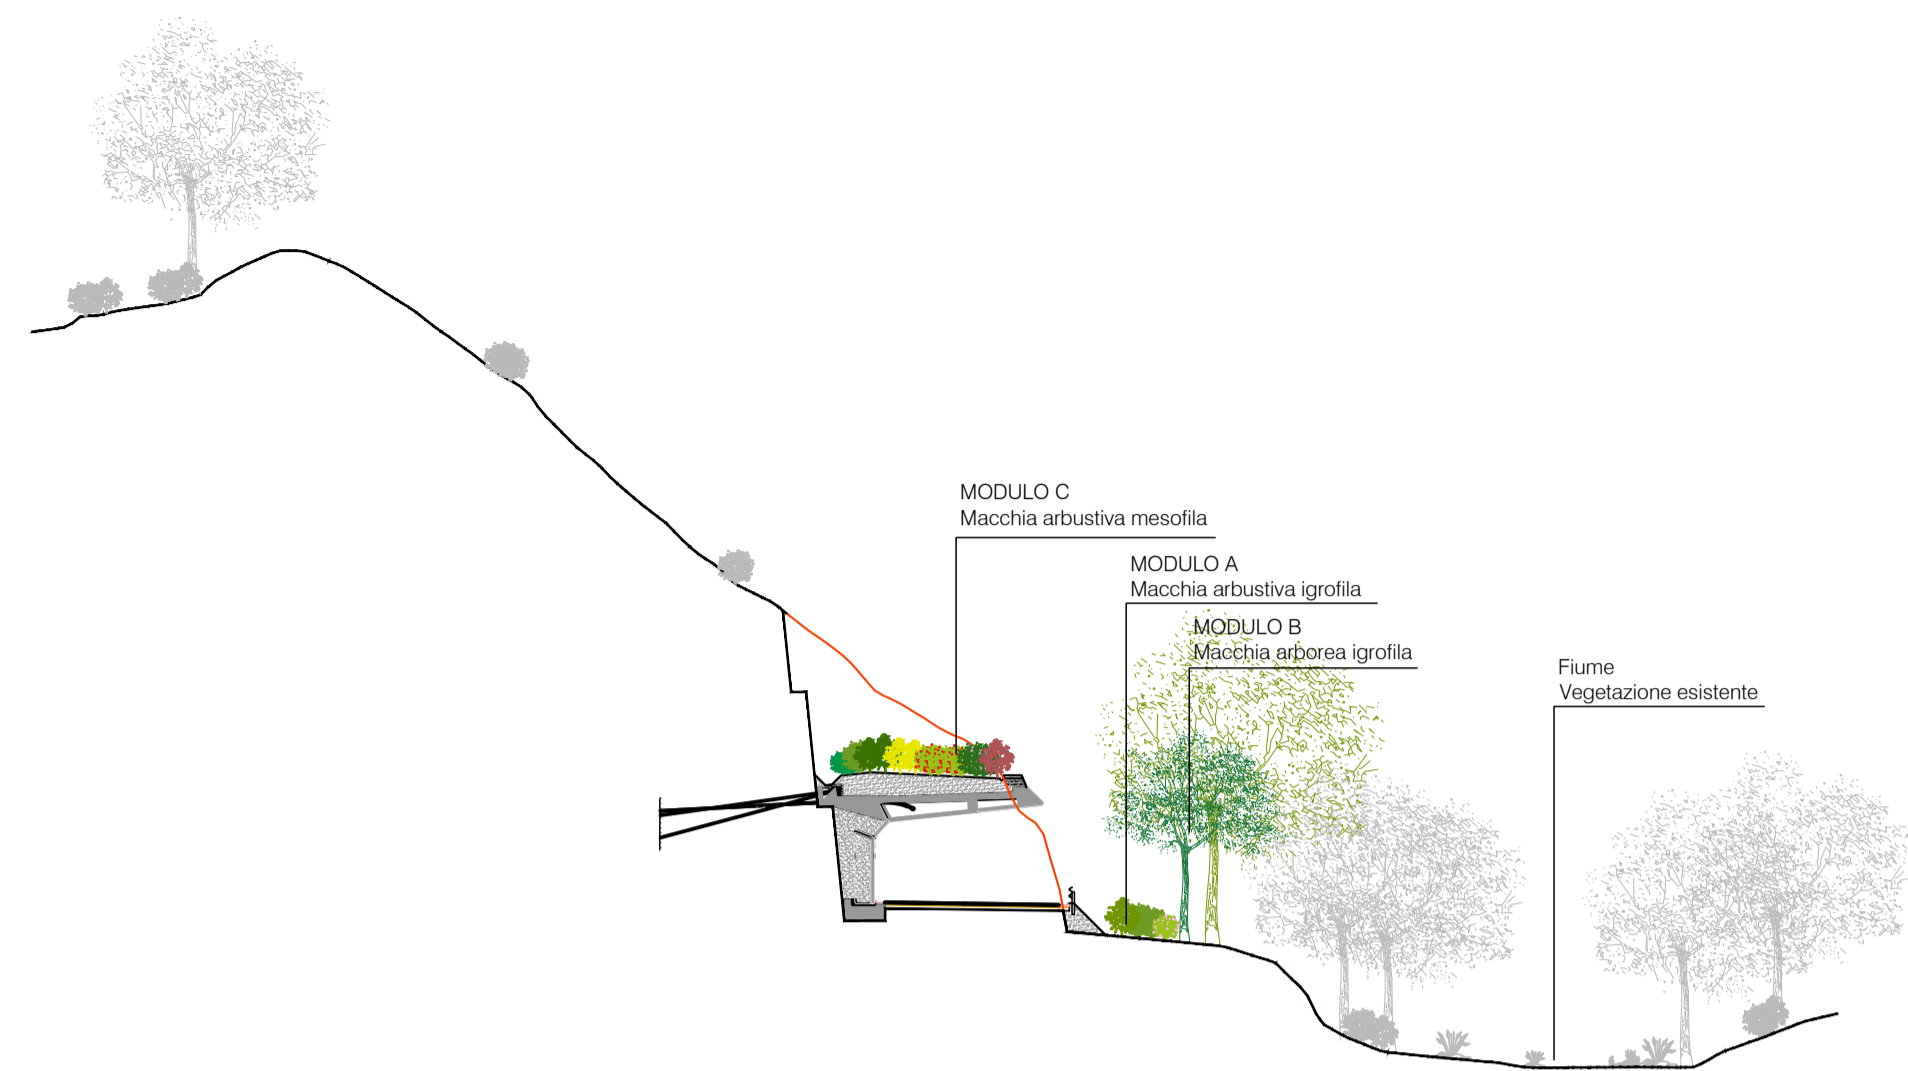 MODULO C
Macchia arbustiva mesofila
MODULO A
Macchia arbustiva igrofila
MODULO B
Macchia arborea igrofila
Fiume
Vegetazione esistente